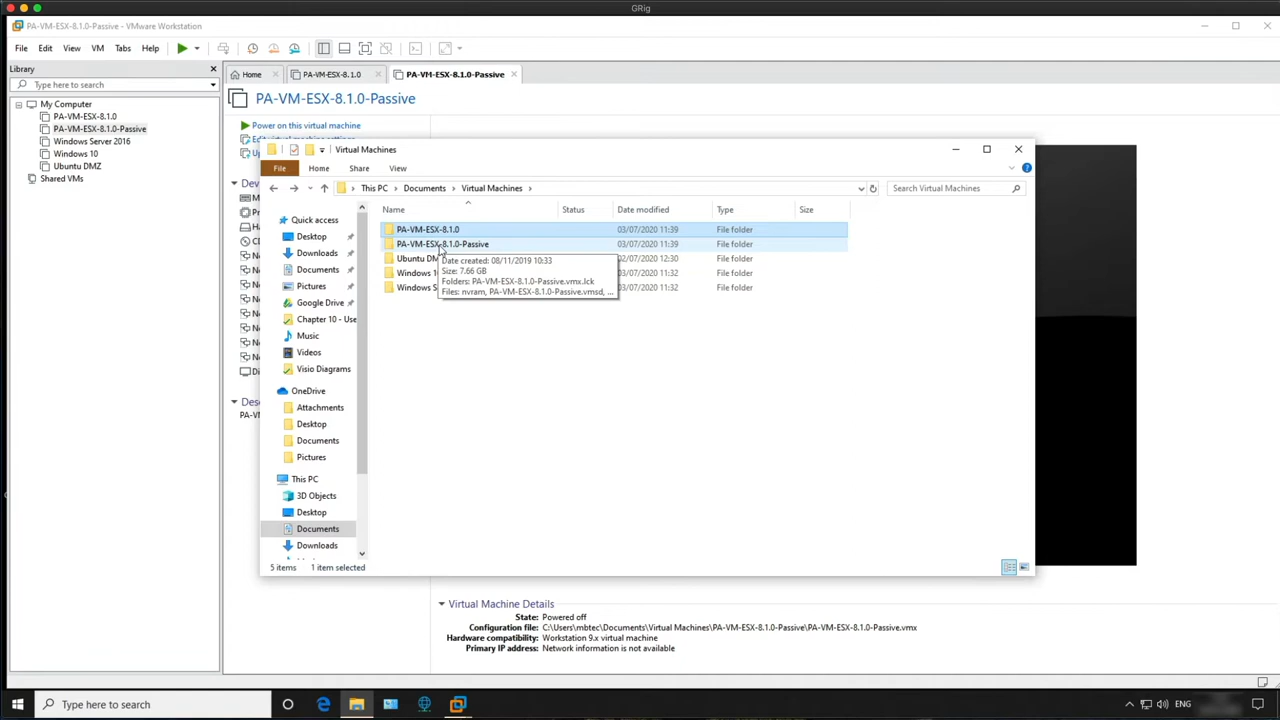 GRig
PA-VM-ESX-8.1.0-Passive - VMware Workstation
File Edit View VM Tabs Help
Library
Type here to search
My Computer
PA-VM-ESX-8.1.0
PA-VM-ESX-8.1.0-Passive
Windows Server 2016
Windows 10
Ubuntu DMZ
Shared VMs
Home PA-VM-ESX-8.1.0 PA-VM-ESX-8.1.0-Passive
PA-VM-ESX-8.1.0-Passive
Power on this virtual machine
Edit virtual machine settings
Virtual Machines
File Home Share View
This PC Documents Virtual Machines
Search Virtual Machines
Quick access
Desktop
Downloads
Documents
Pictures
Google Drive
Chapter 10 - Use
Music
Videos
Visio Diagrams
OneDrive
Attachments
Desktop
Documents
Pictures
This PC
3D Objects
Desktop
Documents
Downloads
Name Status Date modified Type Size
PA-VM-ESX-8.1.0 03/07/2020 11:39 File folder
PA-VM-ESX-8.1.0-Passive 03/07/2020 11:39 File folder
Ubuntu DM 02/07/2020 12:30 File folder
Windows 1 03/07/2020 11:32 File folder
Windows S 03/07/2020 11:32 File folder
Date created: 08/11/2019 10:33
Size: 7.66 GB
Folders: PA-VM-ESX-8.1.0-Passive.vmx.lck
Files: nvram, PA-VM-ESX-8.1.0-Passive.vmsd, ...
5 items 1 item selected
Virtual Machine Details
State: Powered off
Configuration file: C:\Users\mbtec\Documents\Virtual Machines\PA-VM-ESX-8.1.0-Passive\PA-VM-ESX-8.1.0-Passive.vmx
Hardware compatibility: Workstation 9.x virtual machine
Primary IP address: Network information is not available
Type here to search
ENG